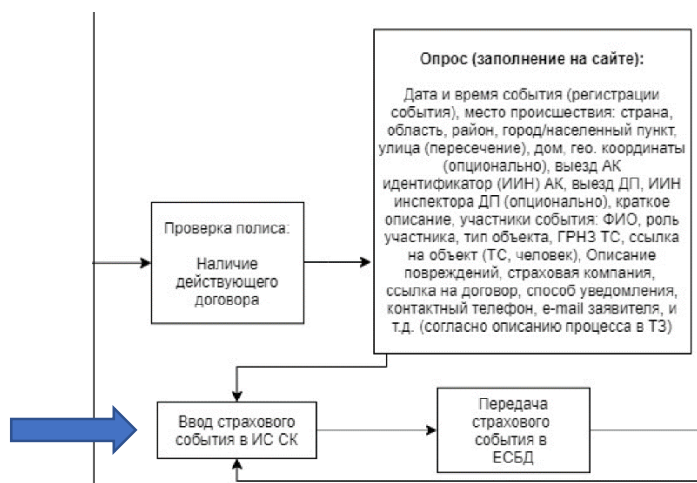 Опрос (заполнение на сайте):
Дата и время события (регистрации
события), место происшествия: страна,
область, район, город/населенный пункт,
улица (пересечение), дом, гео. координаты
(опционально), выезд АК
идентификатор (ИИН) АК, выезд ДП, ИИН
инспектора ДП (опционально), краткое
описание, участники события: ФИО, роль
участника, тип объекта, ГРНЗ ТС, ссылка
на объект (ТС, человек), Описание
повреждений, страховая компания,
ссылка на договор, способ уведомления,
контактный телефон, e-mail заявителя, и
т.д. (согласно описанию процесса в ТЗ)
Проверка полиса:
Наличие
действующего
договора
Ввод страхового
события в ИС СК
Передача
страхового
события в
ЕСБД